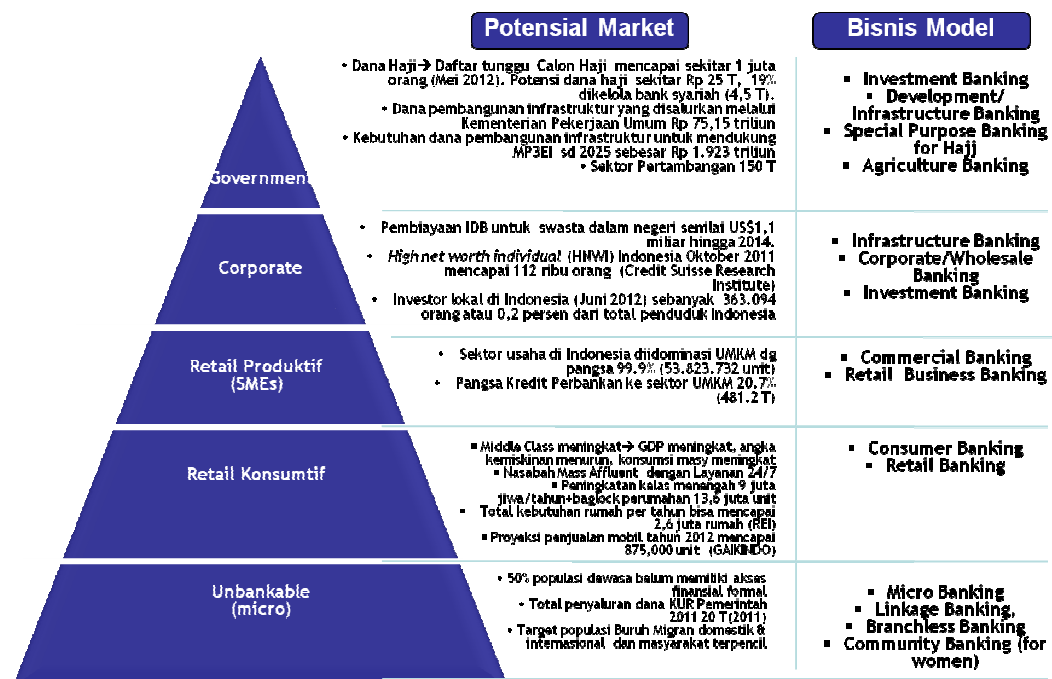 Potensial Market
Bisnis Model
Government
• Dana Haji→ Daftar tunggu Calon Haji mencapai sekitar 1 juta
orang (Mei 2012). Potensi dana haji sekitar Rp 25 T, 19%
dikelola bank syariah (4,5 T).
• Dana pembangunan infrastruktur yang disalurkan melalui
Kementerian Pekerjaan Umum Rp 75,15 triliun
• Kebutuhan dana pembangunan infrastruktur untuk mendukung
MP3EI sd 2025 sebesar Rp 1.923 triliun
• Sektor Pertambangan 150 T
▪ Investment Banking
▪ Development/
Infrastructure Banking
▪ Special Purpose Banking
for Hajj
▪ Agriculture Banking
Corporate
• Pembiayaan IDB untuk swasta dalam negeri senilai US$1,1
miliar hingga 2014.
• High net worth individual (HNWI) Indonesia Oktober 2011
mencapai 112 ribu orang (Credit Suisse Research
Institute)
• Investor lokal di Indonesia (Juni 2012) sebanyak 363.094
orang atau 0,2 persen dari total penduduk Indonesia
▪ Infrastructure Banking
▪ Corporate/Wholesale
Banking
▪ Investment Banking
Retail Produktif
(SMEs)
• Sektor usaha di Indonesia diidominasi UMKM dg
pangsa 99.9% (53.823.732 unit)
• Pangsa Kredit Perbankan ke sektor UMKM 20,7%
(481.2 T)
▪ Commercial Banking
▪ Retail Business Banking
Retail Konsumtif
▪ Middle Class meningkat→ GDP meningkat, angka
kemiskinan menurun, konsumsi masy meningkat
▪ Nasabah Mass Affluent dengan Layanan 24/7
▪ Peningkatan kelas menengah 9 juta
jiwa/tahun+baglock perumahan 13,6 juta unit
▪ Total kebutuhan rumah per tahun bisa mencapai
2,6 juta rumah (REI)
▪ Proyeksi penjualan mobil tahun 2012 mencapai
875,000 unit (GAIKINDO)
▪ Consumer Banking
▪ Retail Banking
Unbankable
(micro)
• 50% populasi dewasa belum memiliki akses
finansial formal
• Total penyaluran dana KUR Pemerintah
2011 20 T(2011)
• Target populasi Buruh Migran domestik &
internasional dan masyarakat terpencil
▪ Micro Banking
▪ Linkage Banking,
▪ Branchless Banking
▪ Community Banking (for
women)